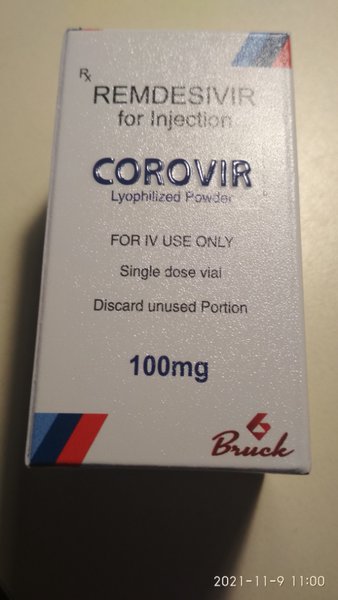 Rx
REMDESIVIR
for Injection
COROVIR
Lyophilized Powder
FOR IV USE ONLY
Single dose vial
Discard unused Portion
100mg
Bruck
2021-11-9 11:00